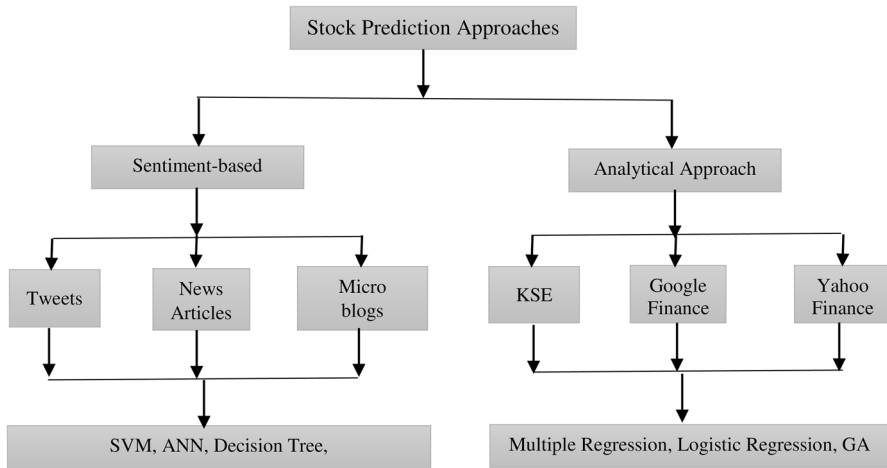 Stock Prediction Approaches
Sentiment-based
Analytical Approach
Tweets
News
Articles
Micro
blogs
KSE
Google
Finance
Yahoo
Finance
SVM, ANN, Decision Tree,
Multiple Regression, Logistic Regression, GA